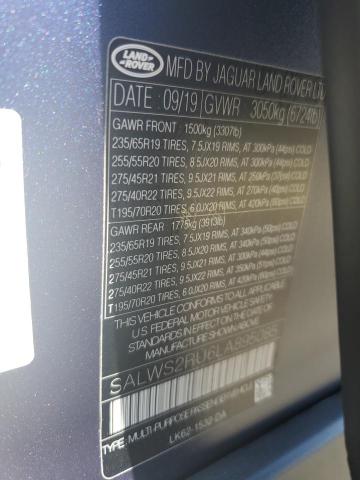 LAND ROVER
MFD BY JAGUAR LAND ROVER LTD
DATE : 09/19 GVWR 3050kg (6724lb)
GAWR FRONT 1500kg (3307lb)
235/65R19 TIRES, 7.5JX19 RIMS, AT 300kPa (44psi) COLD
255/55R20 TIRES, 8.5JX20 RIMS, AT 300kPa (44psi) COLD
275/45R21 TIRES, 9.5JX21 RIMS, AT 250kPa (37psi) COLD
275/40R22 TIRES, 9.5JX22 RIMS, AT 270kPa (40psi) COLD
T195/70R20 TIRES, 6.0JX20 RIMS, AT 420kPa (60psi) COLD
GAWR REAR 1775kg (3913lb)
235/65R19 TIRES, 7.5JX19 RIMS, AT 340kPa (50psi) COLD
255/55R20 TIRES, 8.5JX20 RIMS, AT 340kPa (50psi) COLD
275/45R21 TIRES, 9.5JX21 RIMS, AT 300kPa (44psi) COLD
275/40R22 TIRES, 9.5JX22 RIMS, AT 350kPa (51psi) COLD
T195/70R20 TIRES, 6.0JX20 RIMS, AT 420kPa (60psi) COLD
THIS VEHICLE CONFORMS TO ALL APPLICABLE
U.S. FEDERAL MOTOR VEHICLE SAFETY
IN EFFECT ON THE DATE OF
TYPE: MULTI-PURPOSE PASSENGER VEHICLE
LK62-1532-DA